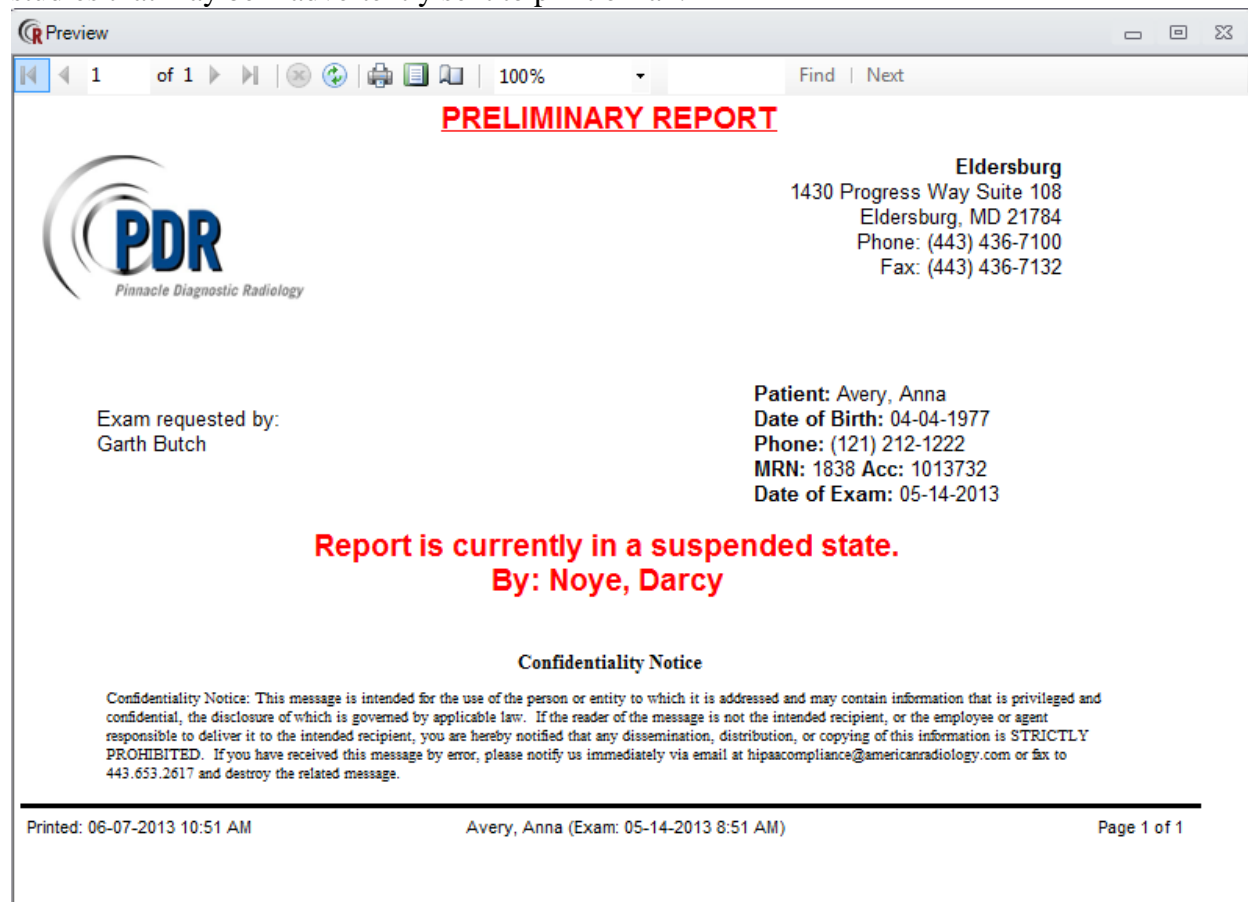 Preview
1 of 1 100% Find | Next
PRELIMINARY REPORT
PDR
Pinnacle Diagnostic Radiology
Eldersburg
1430 Progress Way Suite 108
Eldersburg, MD 21784
Phone: (443) 436-7100
Fax: (443) 436-7132
Exam requested by:
Garth Butch
Patient: Avery, Anna
Date of Birth: 04-04-1977
Phone: (121) 212-1222
MRN: 1838 Acc: 1013732
Date of Exam: 05-14-2013
Report is currently in a suspended state.
By: Noye, Darcy
Confidentiality Notice
Confidentiality Notice: This message is intended for the use of the person or entity to which it is addressed and may contain information that is privileged and
confidential, the disclosure of which is governed by applicable law. If the reader of the message is not the intended recipient, or the employee or agent
responsible to deliver it to the intended recipient, you are hereby notified that any dissemination, distribution, or copying of this information is STRICTLY
PROHIBITED. If you have received this message by error, please notify us immediately via email at hipaacompliance@americanradiology.com or fax to
443.653.2617 and destroy the related message.
Printed: 06-07-2013 10:51 AM Avery, Anna (Exam: 05-14-2013 8:51 AM) Page 1 of 1